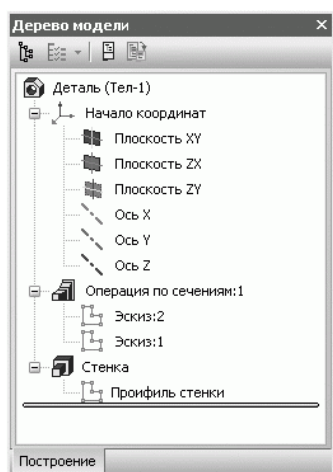 Дерево модели
Деталь (Тел-1)
Начало координат
Плоскость XY
Плоскость ZX
Плоскость ZY
Ось X
Ось Y
Ось Z
Операция по сечениям:1
Эскиз:2
Эскиз:1
Стенка
Проифиль стенки
Построение